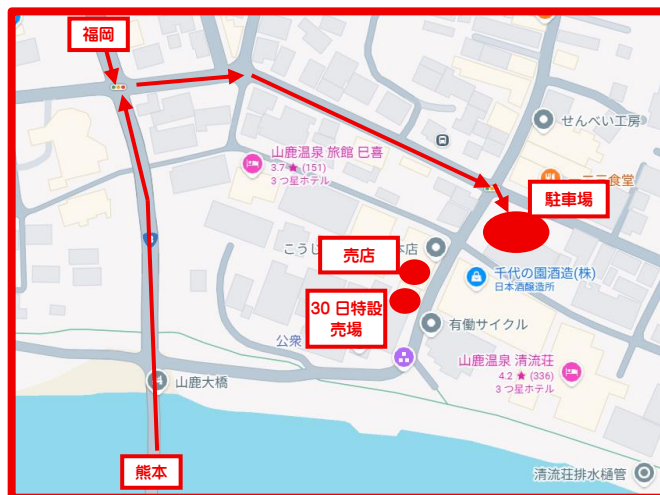 福岡
せんべい工房
山鹿温泉 旅館 巳喜
3.7 ★ (151)
3 つ星ホテル
食堂
駐車場
こうじ
店
売店
千代の園酒造(株)
日本酒醸造所
30 日特設
売場
有働サイクル
公衆
山鹿温泉 清流荘
4.2 ★ (336)
3 つ星ホテル
山鹿大橋
熊本
清流荘排水樋管